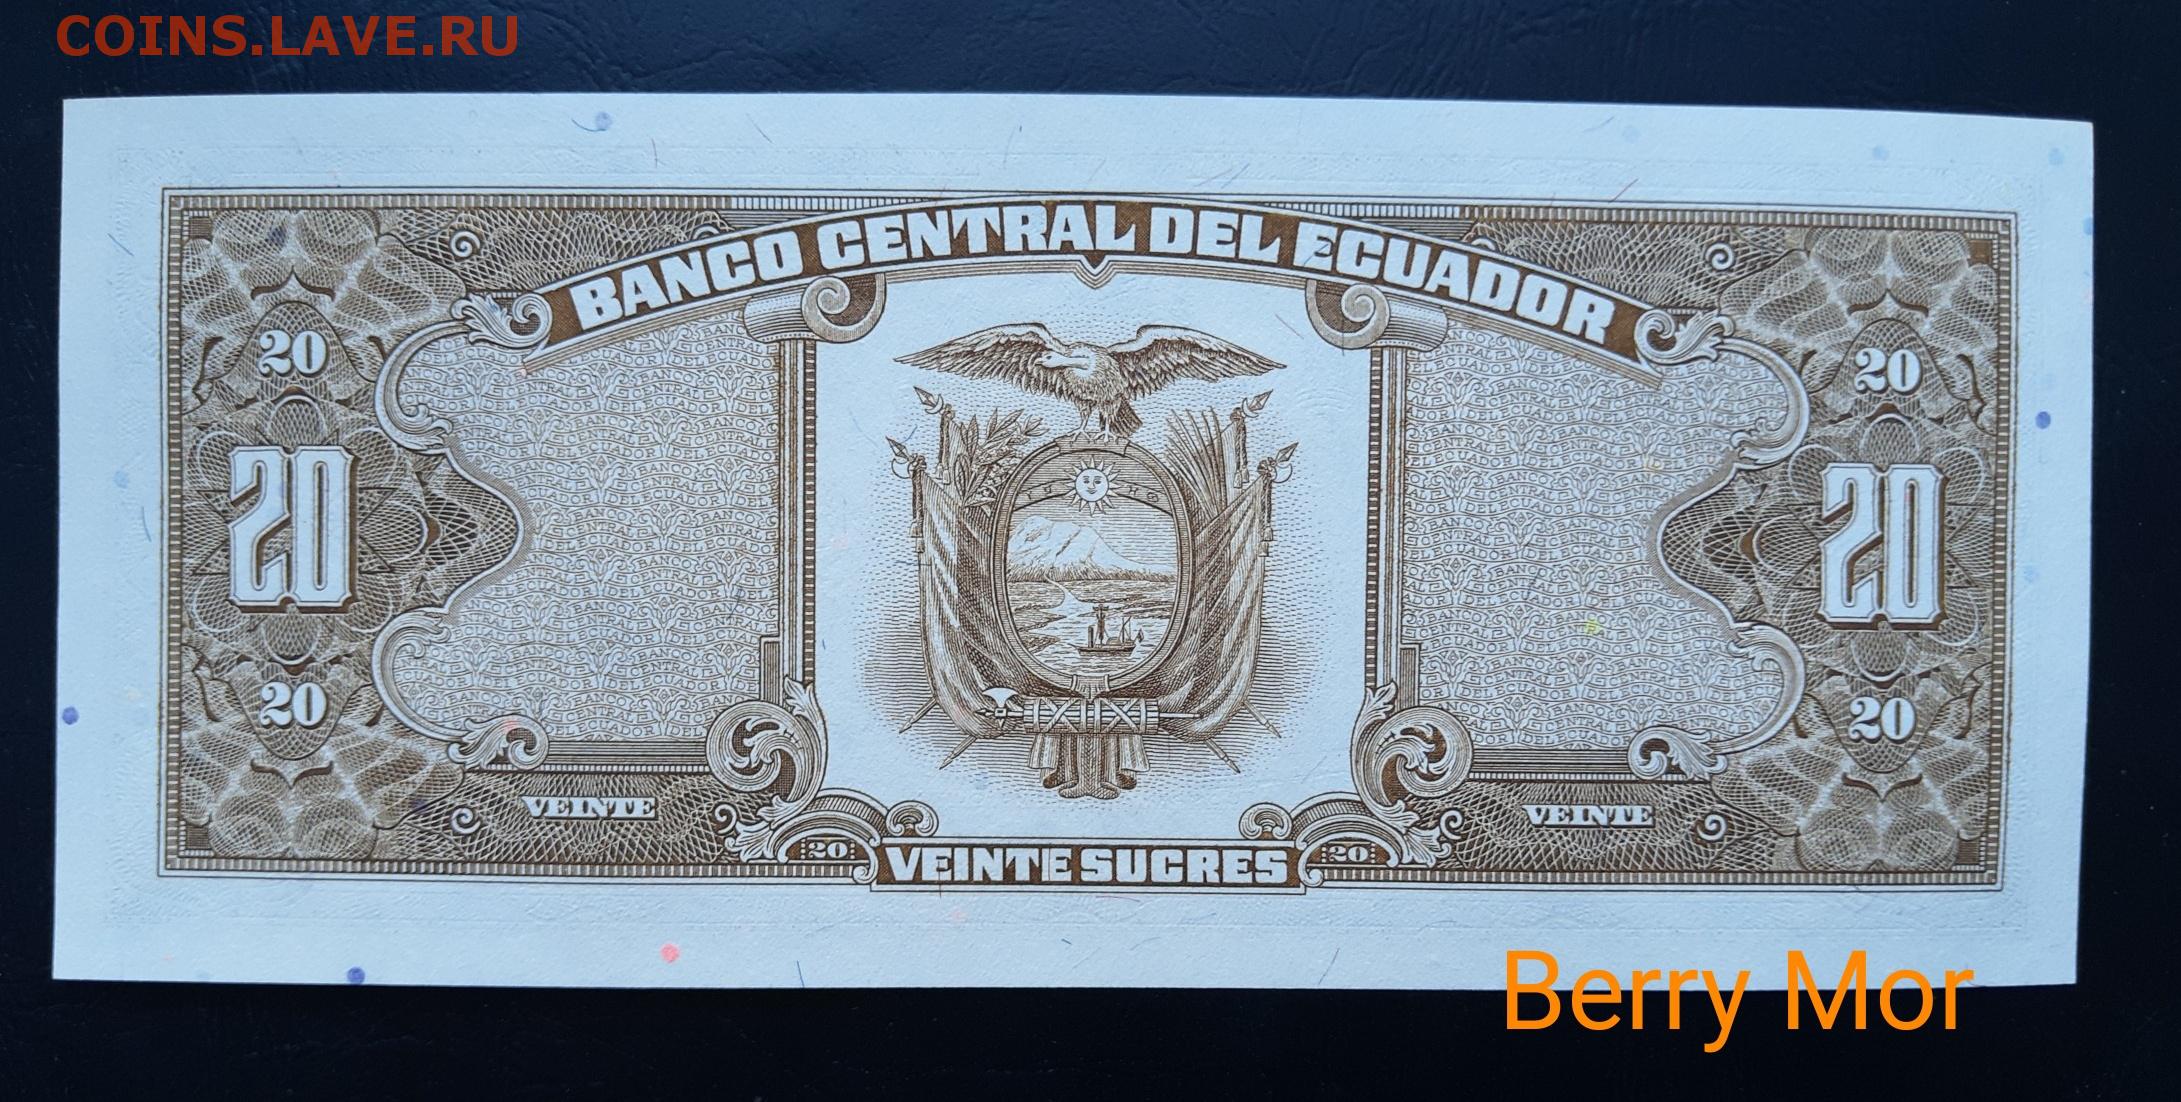 COINS.LAVE.RU
BANCO CENTRAL DEL ECUADOR
20
20
20
20
20
20
VEINTE
VEINTE
20
VEINTE SUCRES
20
Berry Mor